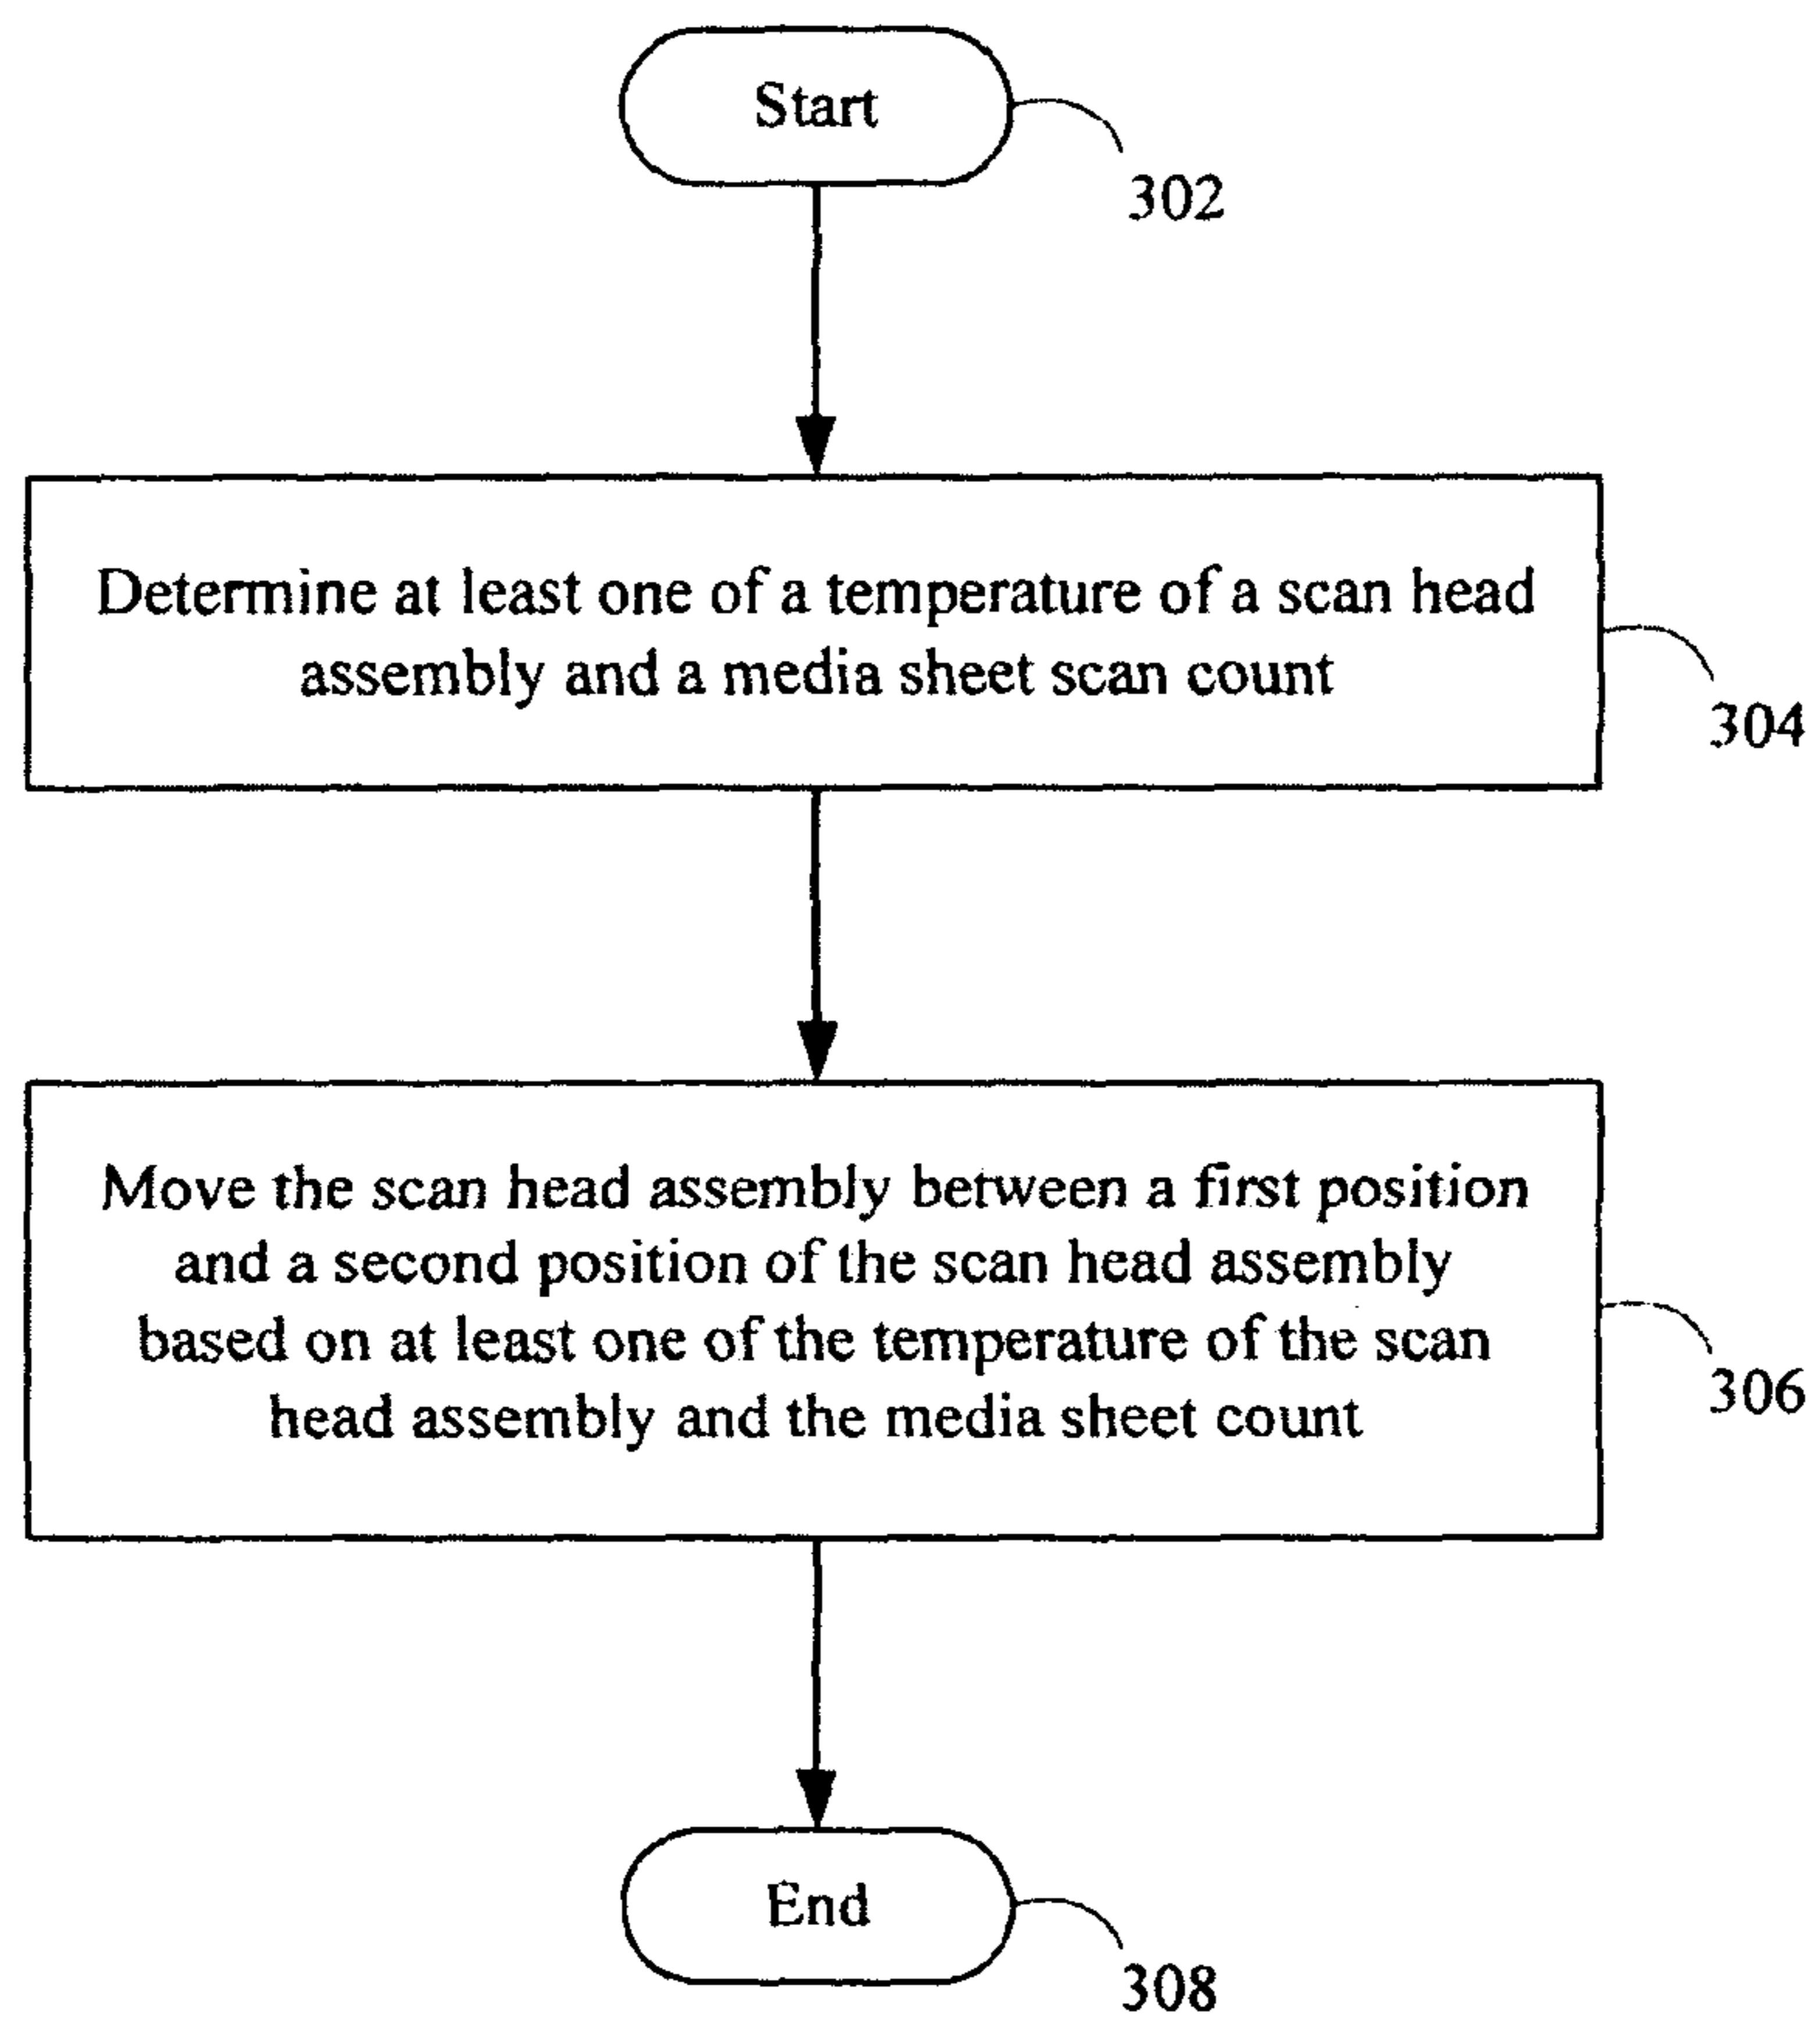 Start
302
Determine at least one of a temperature of a scan head
assembly and a media sheet scan count
304
Move the scan head assembly between a first position
and a second position of the scan head assembly
based on at least one of the temperature of the scan
head assembly and the media sheet count
306
End
308